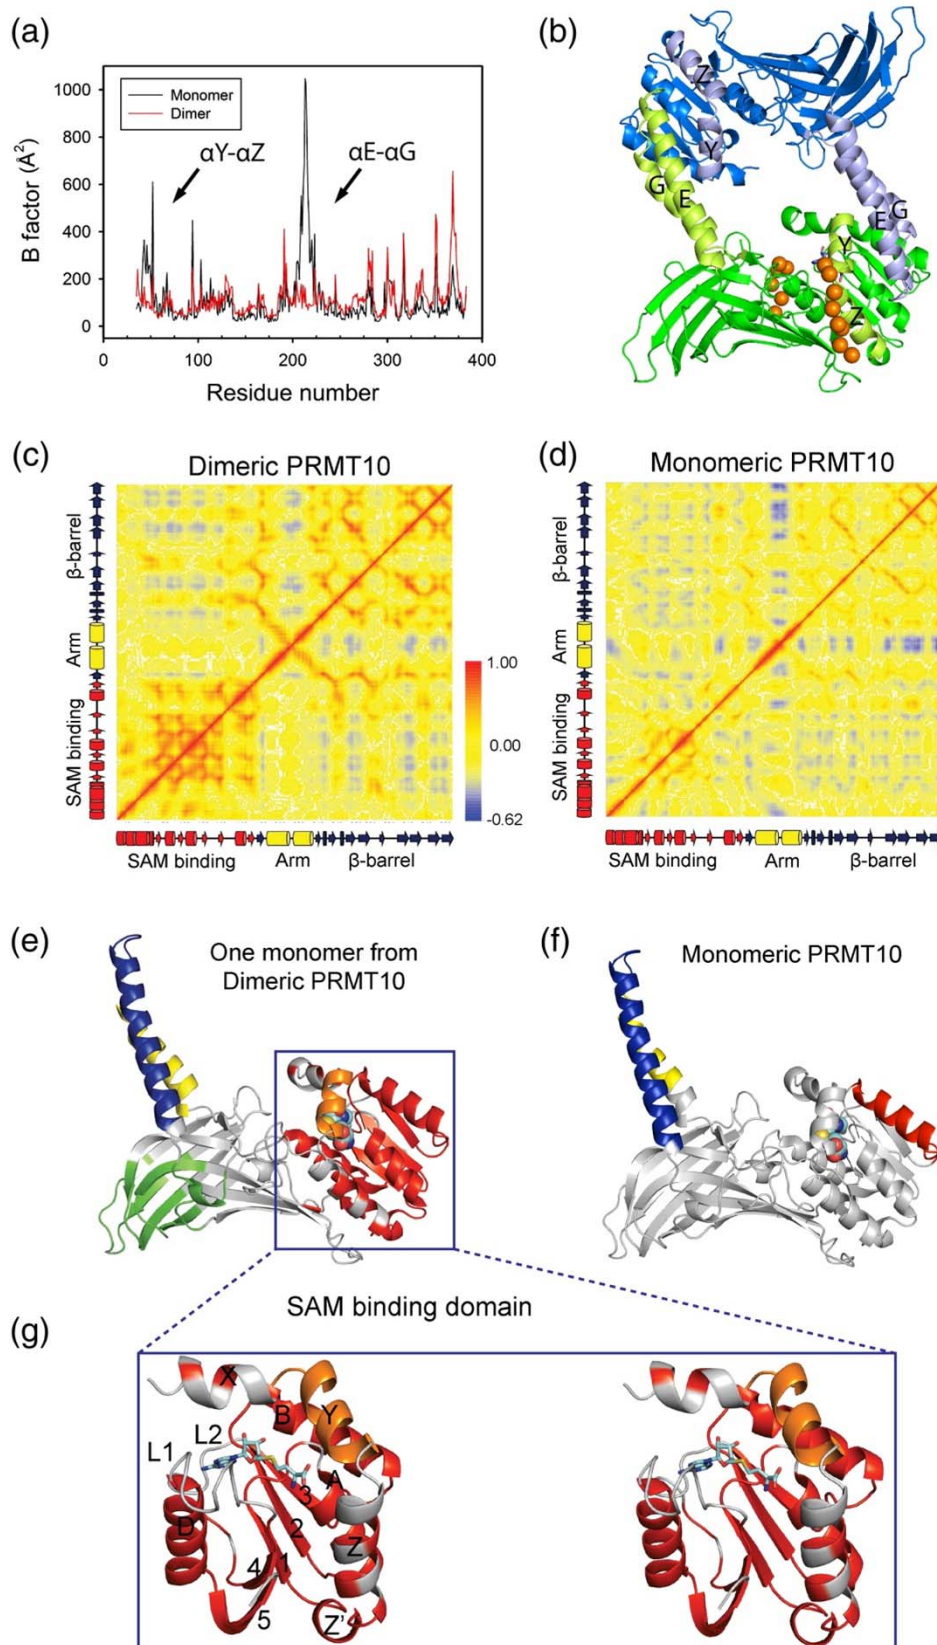 (a)
B factor (Å²)
1000
800
600
400
200
0
Monomer
Dimer
αY-αZ
αE-αG
0
100
200
300
400
Residue number
(b)
Z
Y
G
E
E
G
Y
Z
(c)
Dimeric PRMT10
β-barrel
Arm
SAM binding
1.00
0.00
-0.62
SAM binding
Arm
β-barrel
(d)
Monomeric PRMT10
β-barrel
Arm
SAM binding
SAM binding
Arm
β-barrel
(e)
One monomer from
Dimeric PRMT10
(f)
Monomeric PRMT10
SAM binding domain
(g)
X
B
Y
L2
L1
A
3
D
2
Z
4
1
5
Z'